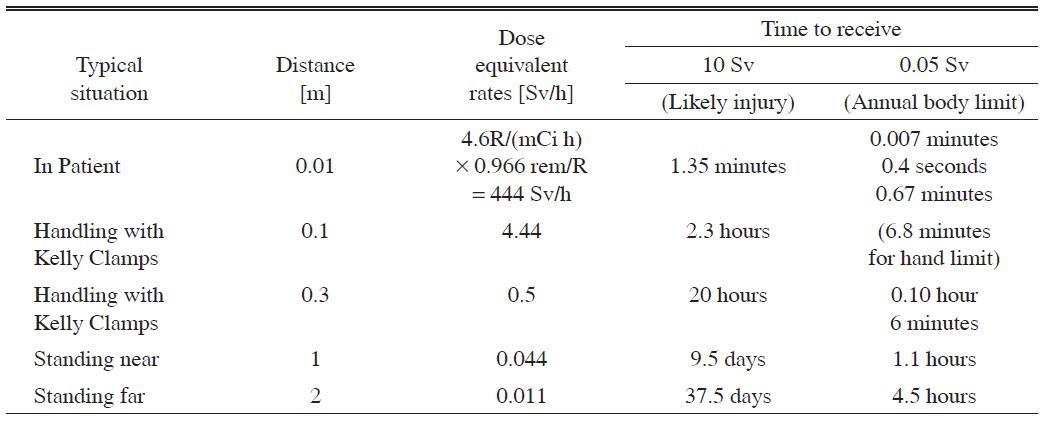 Typical situation | Distance [m] | Dose equivalent rates [Sv/h] | Time to receive
10 Sv | 0.05 Sv
(Likely injury) | (Annual body limit)
4.6R/(mCi h) | 0.007 minutes
In Patient | 0.01 | × 0.966 rem/R | 1.35 minutes | 0.4 seconds
= 444 Sv/h | 0.67 minutes
Handling with | 0.1 | 4.44 | 2.3 hours | (6.8 minutes
Kelly Clamps | for hand limit)
Handling with | 0.3 | 0.5 | 20 hours | 0.10 hour
Kelly Clamps | 6 minutes
Standing near | 1 | 0.044 | 9.5 days | 1.1 hours
Standing far | 2 | 0.011 | 37.5 days | 4.5 hours